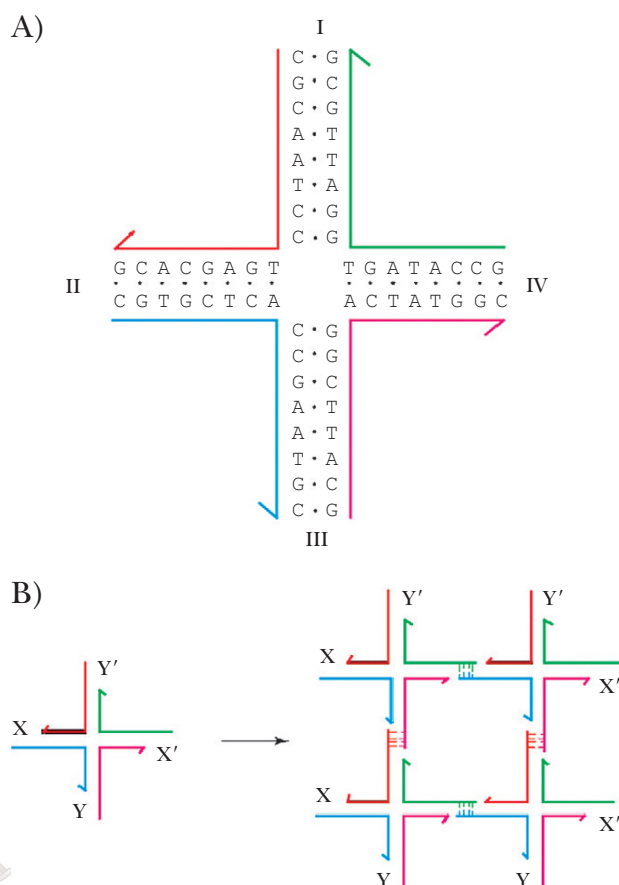 A)
I
C · G
G · C
C · G
A · T
A · T
T · A
C · G
C · G
G C A C G A G T
T G A T A C C G
II
· · · · · · · ·
· · · · · · · ·
IV
C G T G C T C A
A C T A T G G C
C · G
C · G
G · C
A · T
A · T
T · A
G · C
C · G
III
B)
Y′
X
X′
Y
Y′
Y′
X
X′
X
X′
Y
Y